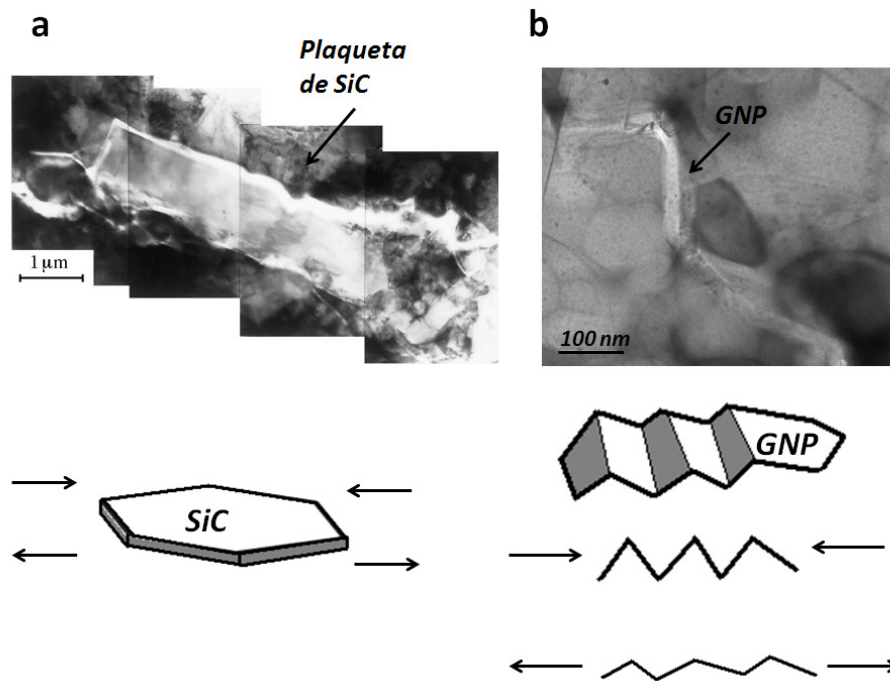 a
Plaqueta
de SiC
1 μm
SiC
b
GNP
100 nm
GNP